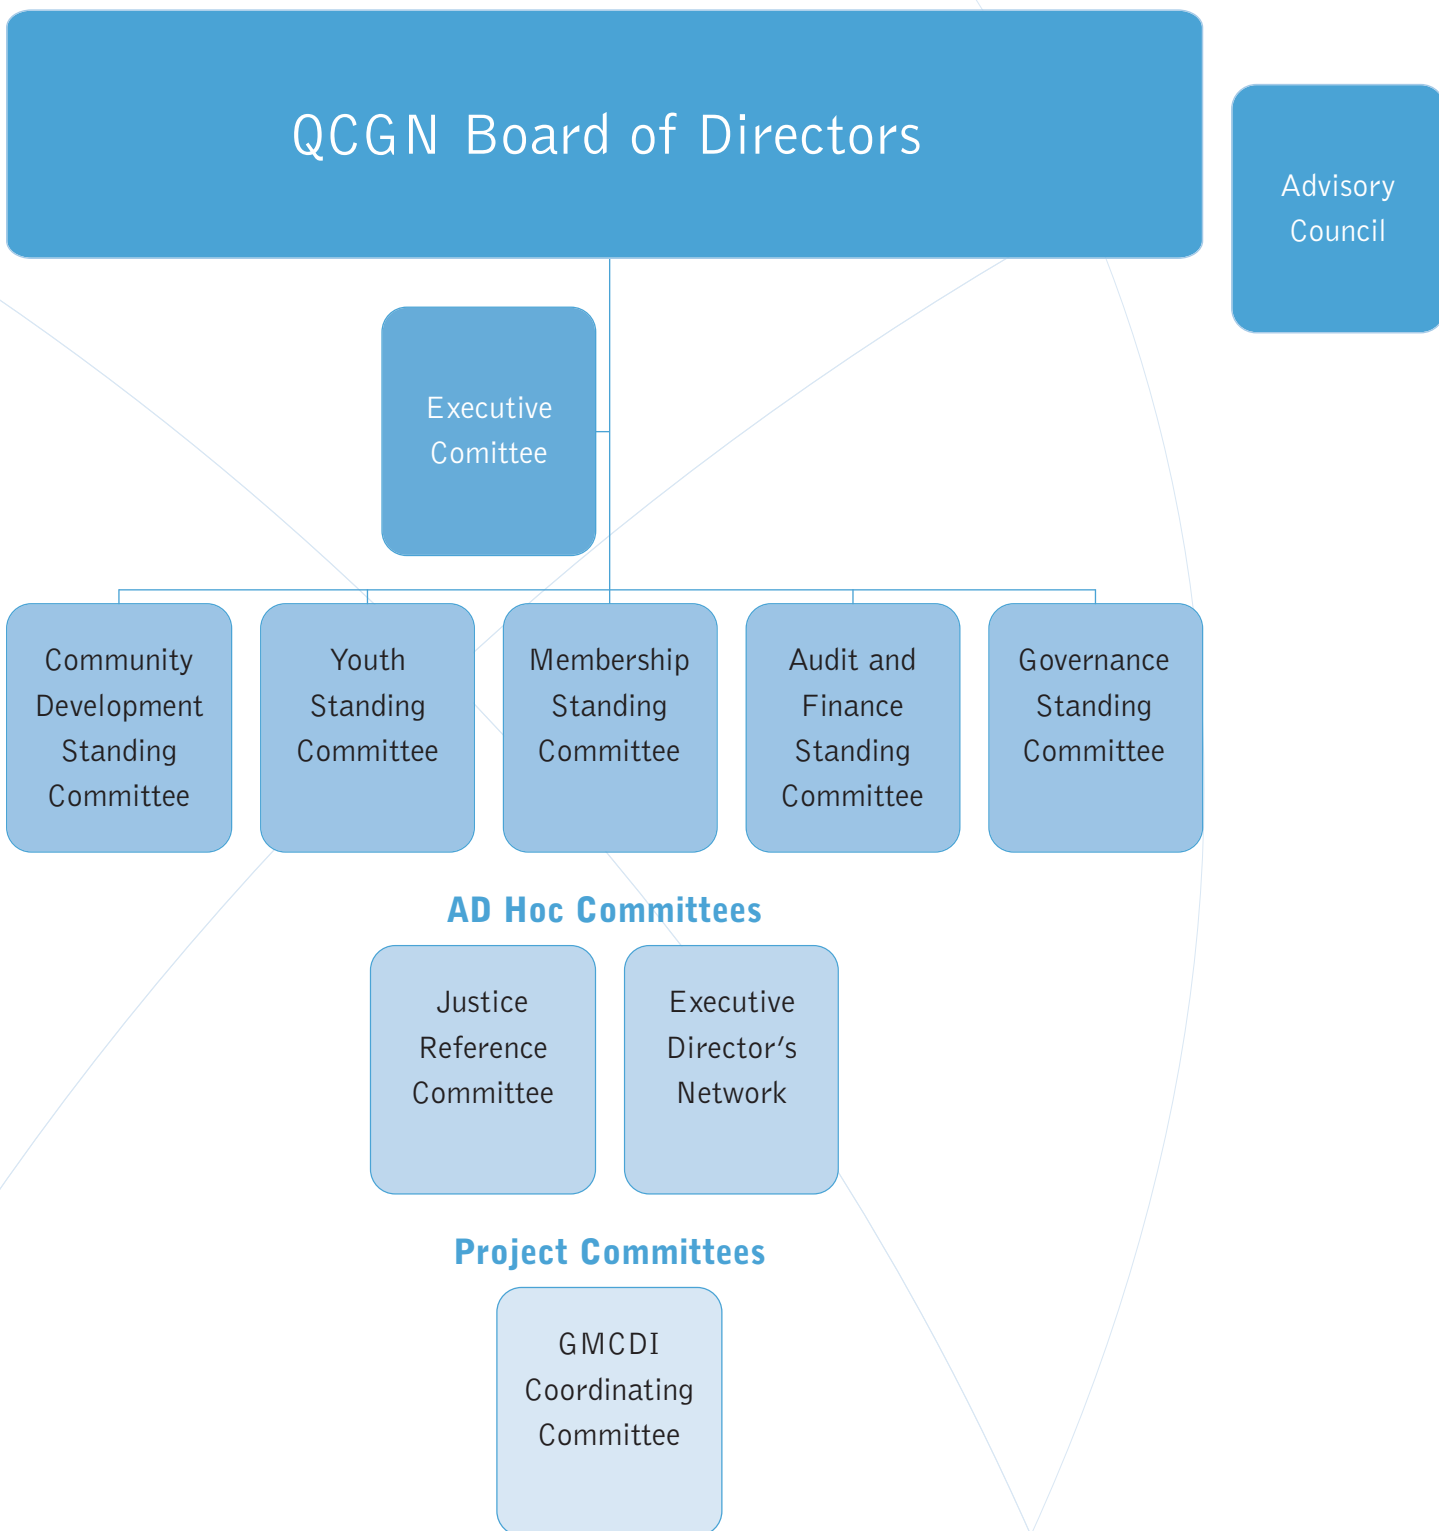 QCGN Board of Directors
Advisory
Council
Executive
Comittee
Community
Development
Standing
Committee
Youth
Standing
Committee
Membership
Standing
Committee
Audit and
Finance
Standing
Committee
Governance
Standing
Committee
AD Hoc Committees
Justice
Reference
Committee
Executive
Director’s
Network
Project Committees
GMCDI
Coordinating
Committee